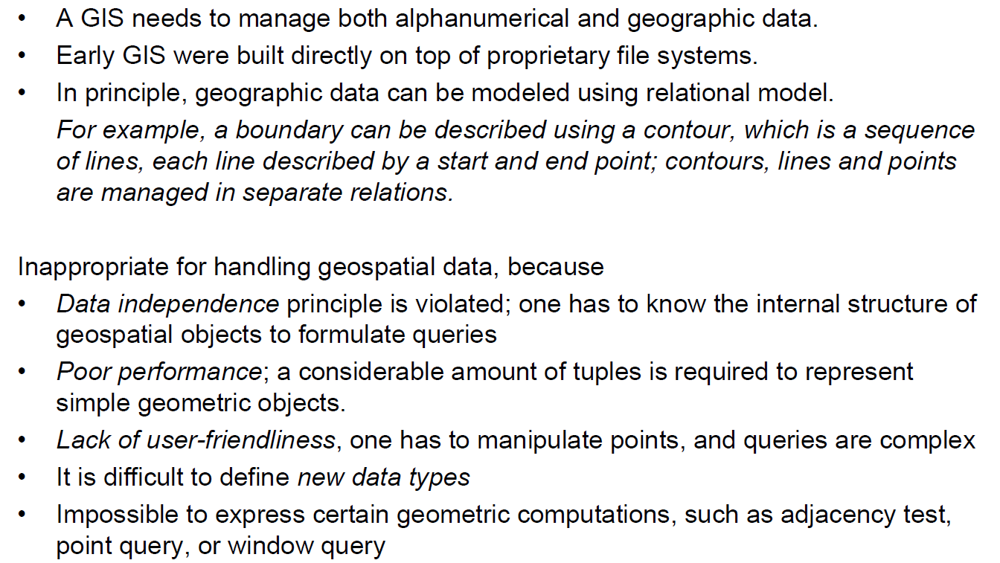 • A GIS needs to manage both alphanumerical and geographic data.
• Early GIS were built directly on top of proprietary file systems.
• In principle, geographic data can be modeled using relational model.
For example, a boundary can be described using a contour, which is a sequence
of lines, each line described by a start and end point; contours, lines and points
are managed in separate relations.
Inappropriate for handling geospatial data, because
• Data independence principle is violated; one has to know the internal structure of
geospatial objects to formulate queries
• Poor performance; a considerable amount of tuples is required to represent
simple geometric objects.
• Lack of user-friendliness, one has to manipulate points, and queries are complex
• It is difficult to define new data types
• Impossible to express certain geometric computations, such as adjacency test,
point query, or window query